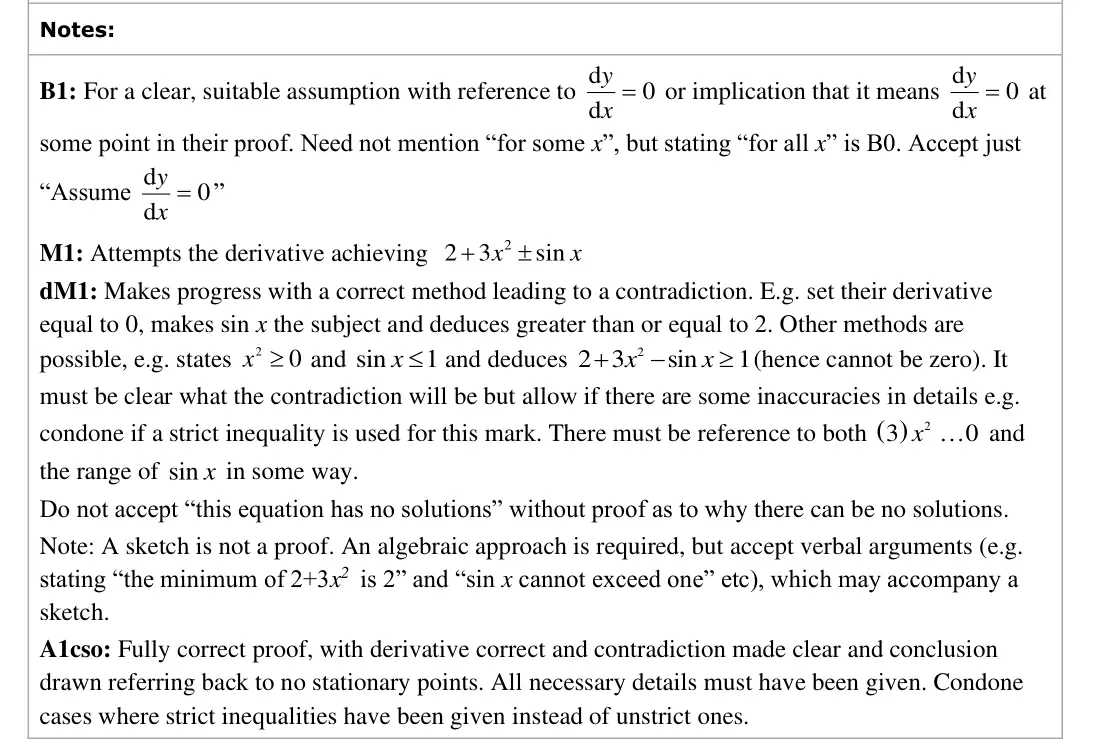 Notes:
B1: For a clear, suitable assumption with reference to dy/dx = 0 or implication that it means dy/dx = 0 at
some point in their proof. Need not mention “for some x”, but stating “for all x” is B0. Accept just
“Assume dy/dx = 0”
M1: Attempts the derivative achieving 2+3x² ± sin x
dM1: Makes progress with a correct method leading to a contradiction. E.g. set their derivative
equal to 0, makes sin x the subject and deduces greater than or equal to 2. Other methods are
possible, e.g. states x² ≥ 0 and sin x ≤ 1 and deduces 2+3x² − sin x ≥ 1 (hence cannot be zero). It
must be clear what the contradiction will be but allow if there are some inaccuracies in details e.g.
condone if a strict inequality is used for this mark. There must be reference to both (3)x² …0 and
the range of sin x in some way.
Do not accept “this equation has no solutions” without proof as to why there can be no solutions.
Note: A sketch is not a proof. An algebraic approach is required, but accept verbal arguments (e.g.
stating “the minimum of 2+3x² is 2” and “sin x cannot exceed one” etc), which may accompany a
sketch.
A1cso: Fully correct proof, with derivative correct and contradiction made clear and conclusion
drawn referring back to no stationary points. All necessary details must have been given. Condone
cases where strict inequalities have been given instead of unstrict ones.